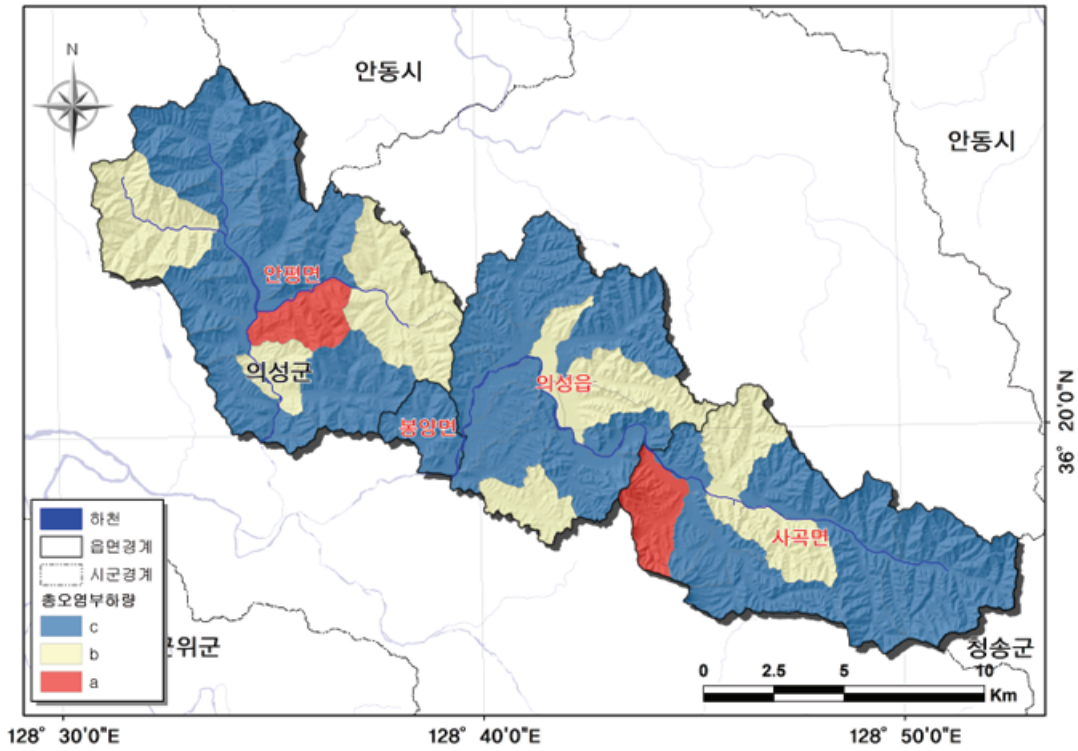 N
안동시
안동시
안평면
의성군
의성읍
봉양면
36° 20'0"N
사곡면
하천
읍면경계
시군경계
총오염부하량
c
b
a
군위군
청송군
0 2.5 5 10
Km
128° 30'0"E
128° 40'0"E
128° 50'0"E